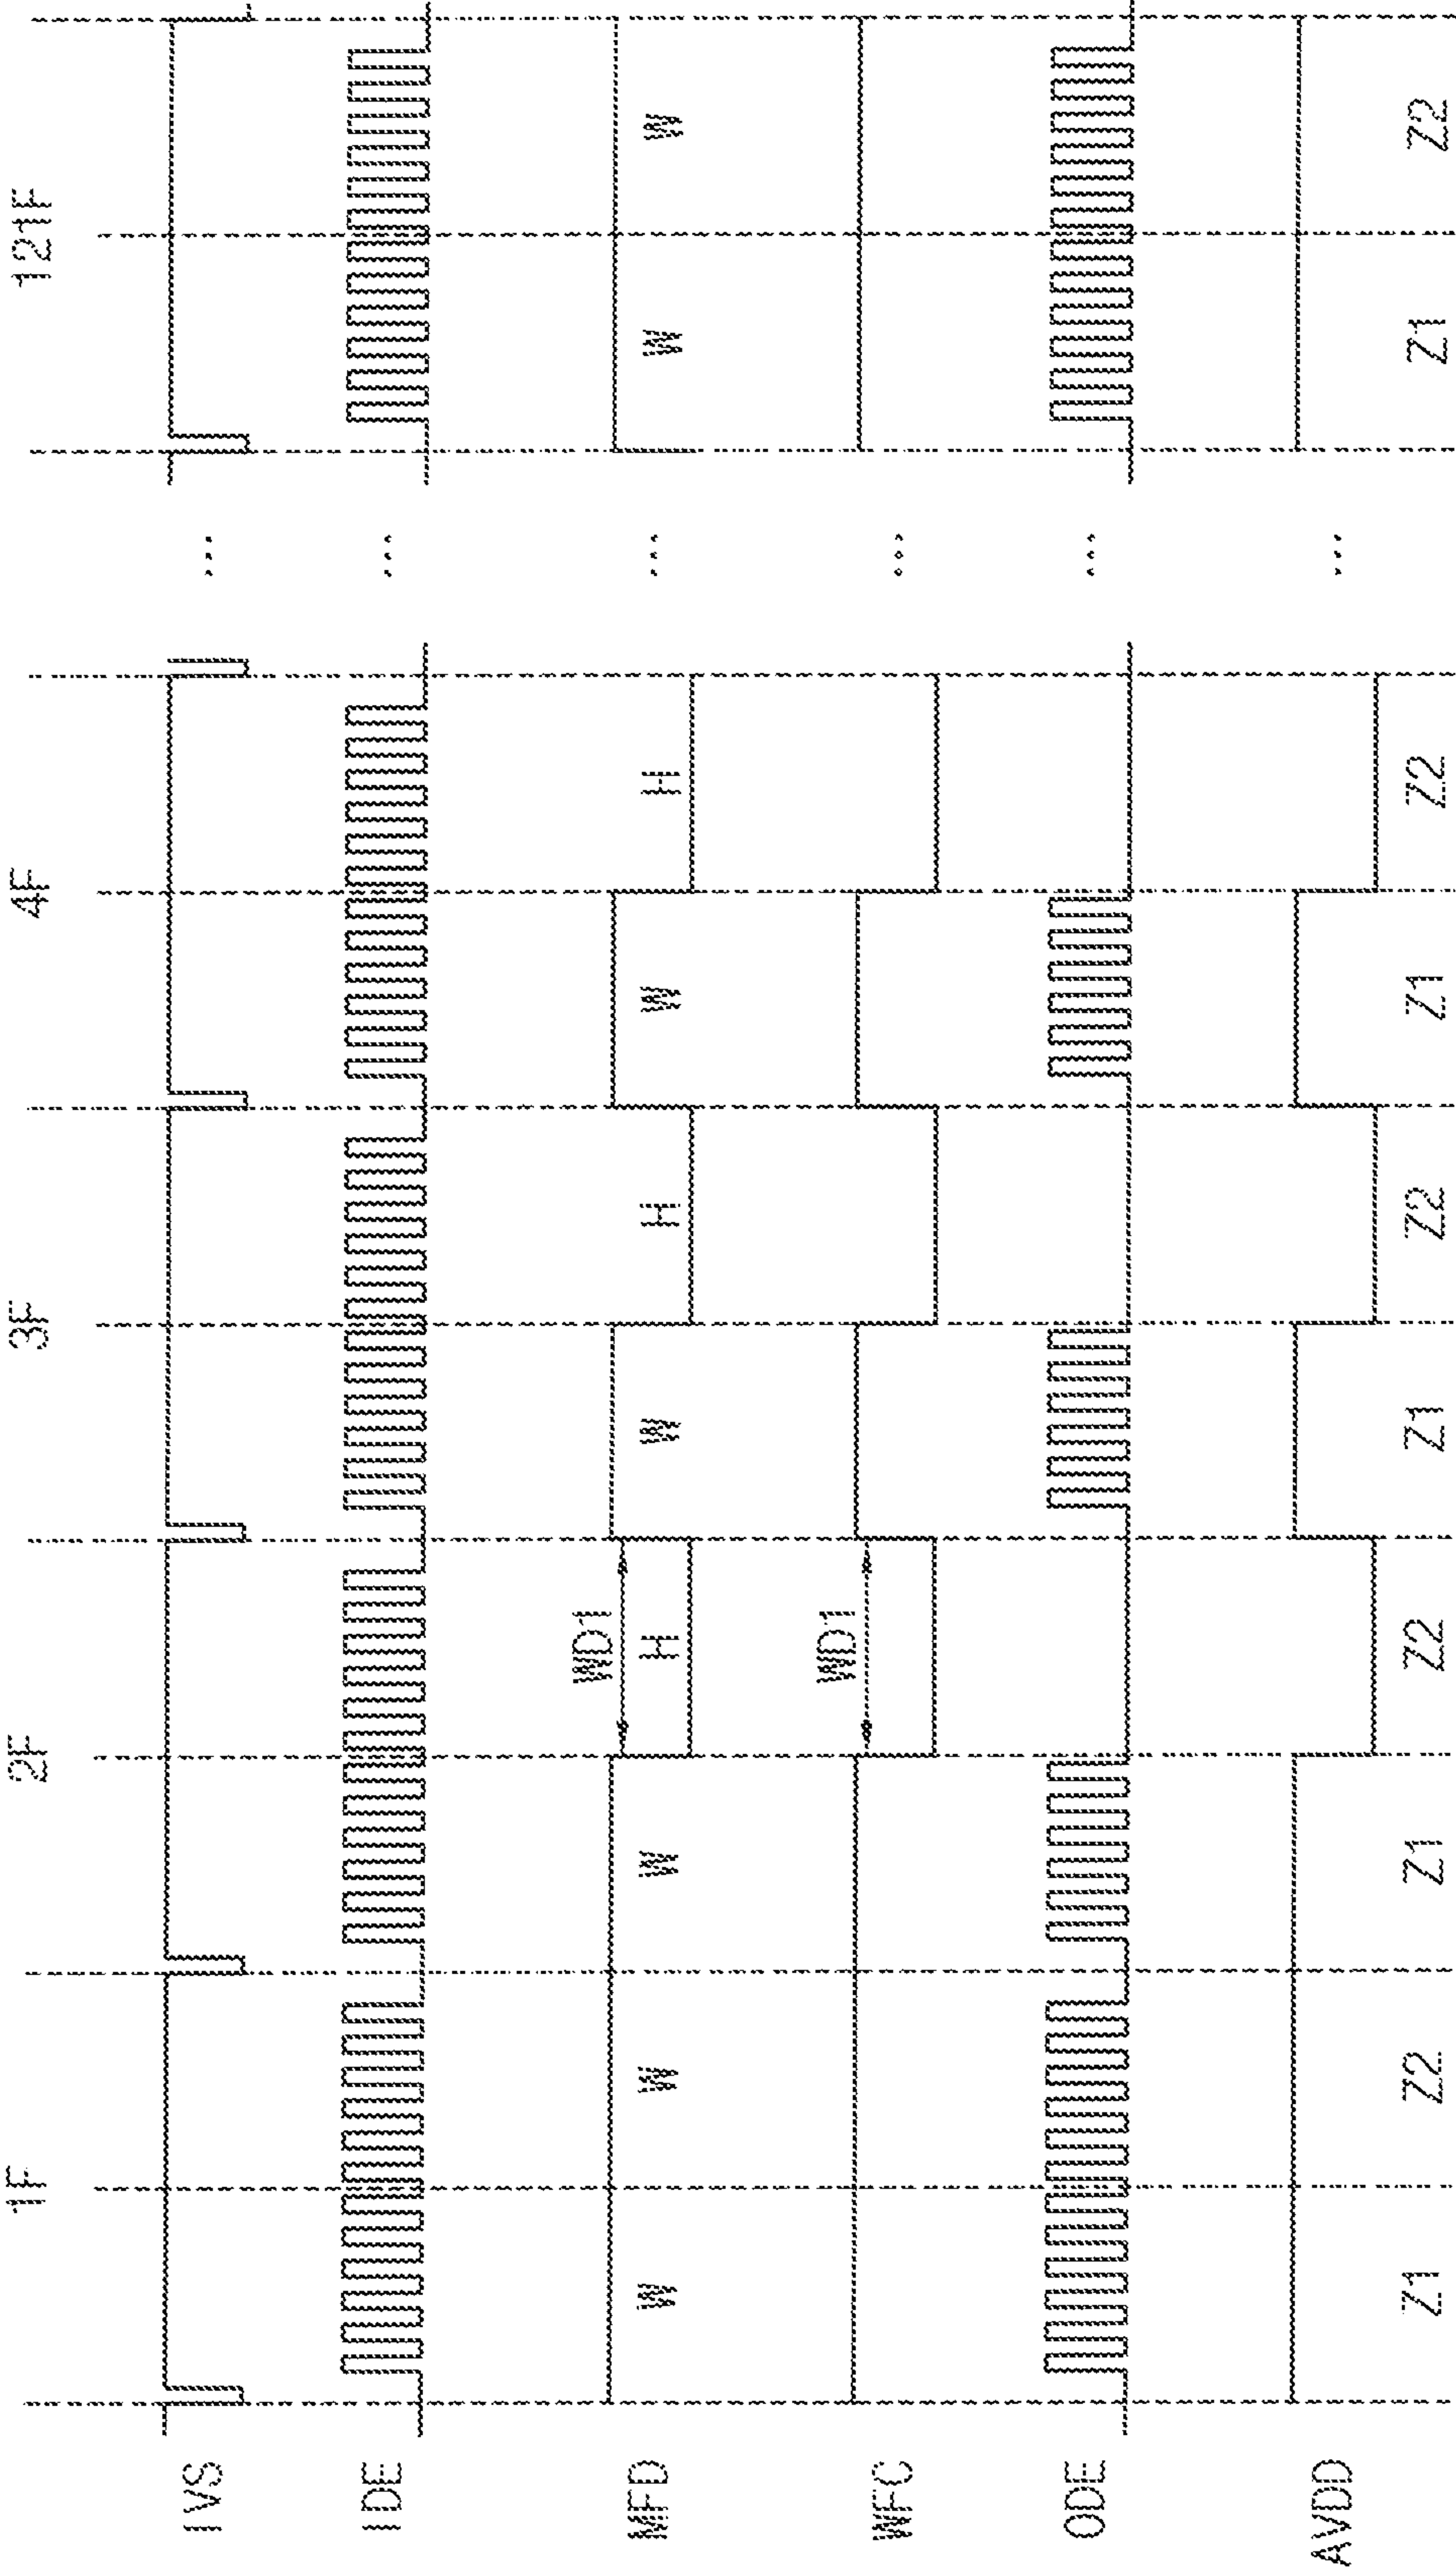 1F 2F 3F 4F 121F
IVS ...
IDE ...
WD1
MFD W W W H W H W H ... W W
WD1
WFC ...
ODE ...
AVDD ...
Z1 Z2 Z1 Z2 Z1 Z2 Z1 Z2 Z1 Z2